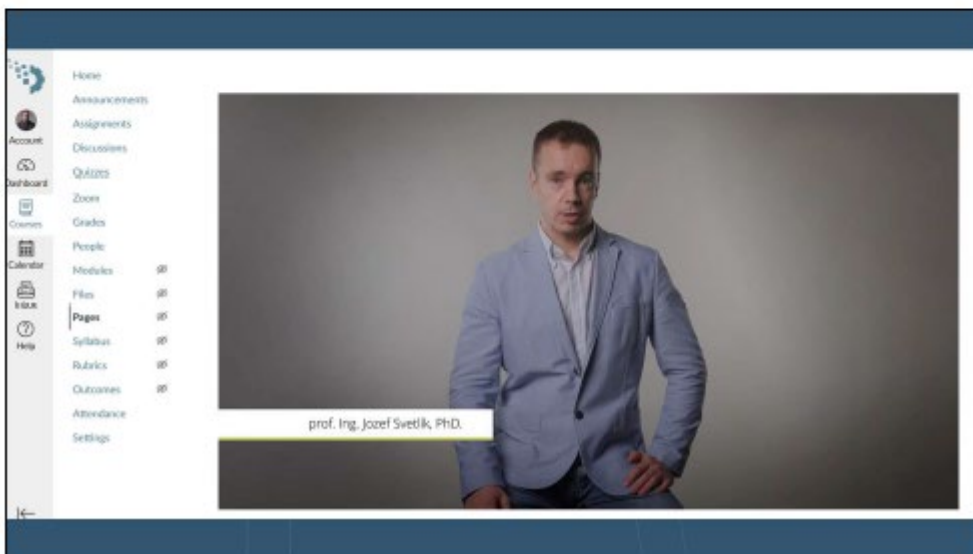 Account
Dashboard
Courses
Calendar
Inbox
Help
Home
Announcements
Assignments
Discussions
Quizzes
Zoom
Grades
People
Modules
Files
Pages
Syllabus
Rubrics
Outcomes
Attendance
Settings
prof. Ing. Jozef Svetlík, PhD.